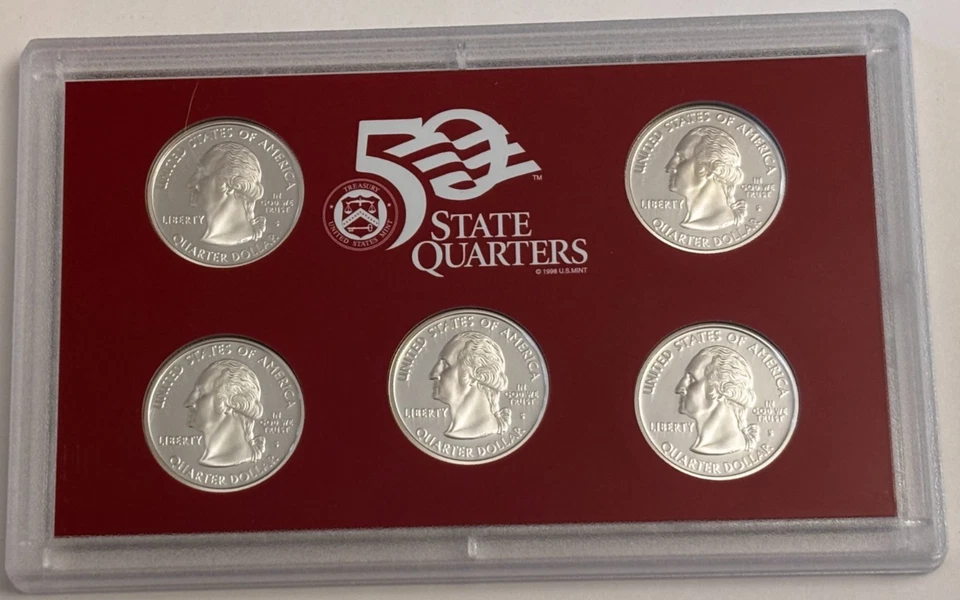 50
™
STATE
QUARTERS
© 1998 U.S. MINT
TREASURY
UNITED STATES MINT
UNITED STATES OF AMERICA
LIBERTY
IN
GOD WE
TRUST
S
QUARTER DOLLAR
UNITED STATES OF AMERICA
LIBERTY
IN
GOD WE
TRUST
S
QUARTER DOLLAR
UNITED STATES OF AMERICA
LIBERTY
IN
GOD WE
TRUST
S
QUARTER DOLLAR
UNITED STATES OF AMERICA
LIBERTY
IN
GOD WE
TRUST
S
QUARTER DOLLAR
UNITED STATES OF AMERICA
LIBERTY
IN
GOD WE
TRUST
S
QUARTER DOLLAR